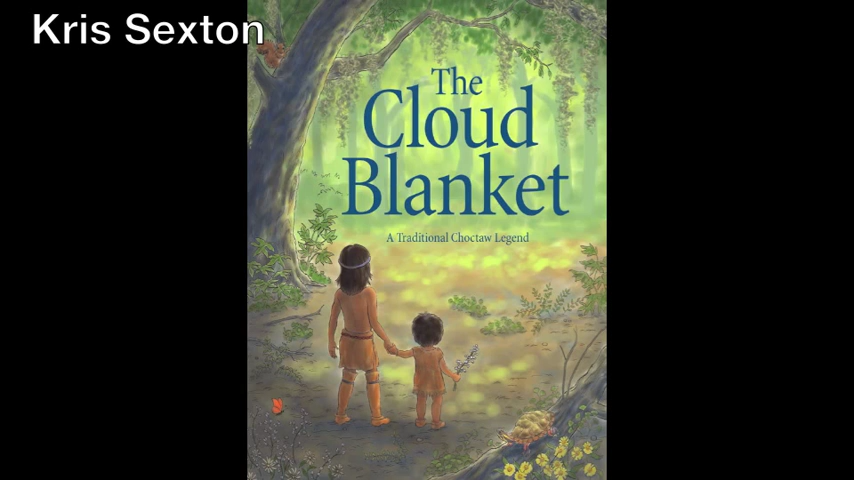 Kris Sexton
The
Cloud
Blanket
A Traditional Choctaw Legend